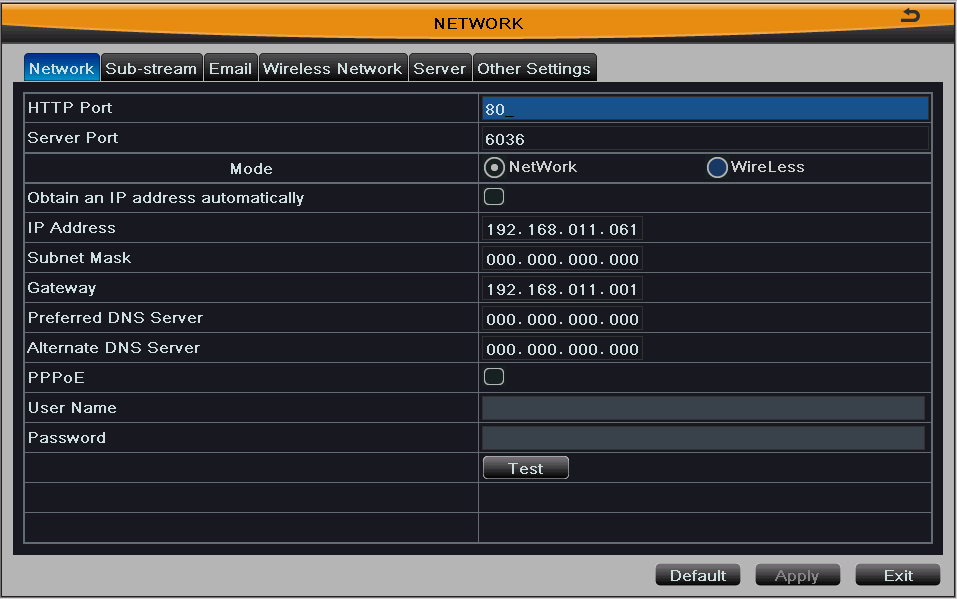 NETWORK
Network Sub-stream Email Wireless Network Server Other Settings
HTTP Port 80_
Server Port 6036
Mode NetWork WireLess
Obtain an IP address automatically
IP Address 192.168.011.061
Subnet Mask 000.000.000.000
Gateway 192.168.011.001
Preferred DNS Server 000.000.000.000
Alternate DNS Server 000.000.000.000
PPPoE
User Name
Password
Test
Default Apply Exit